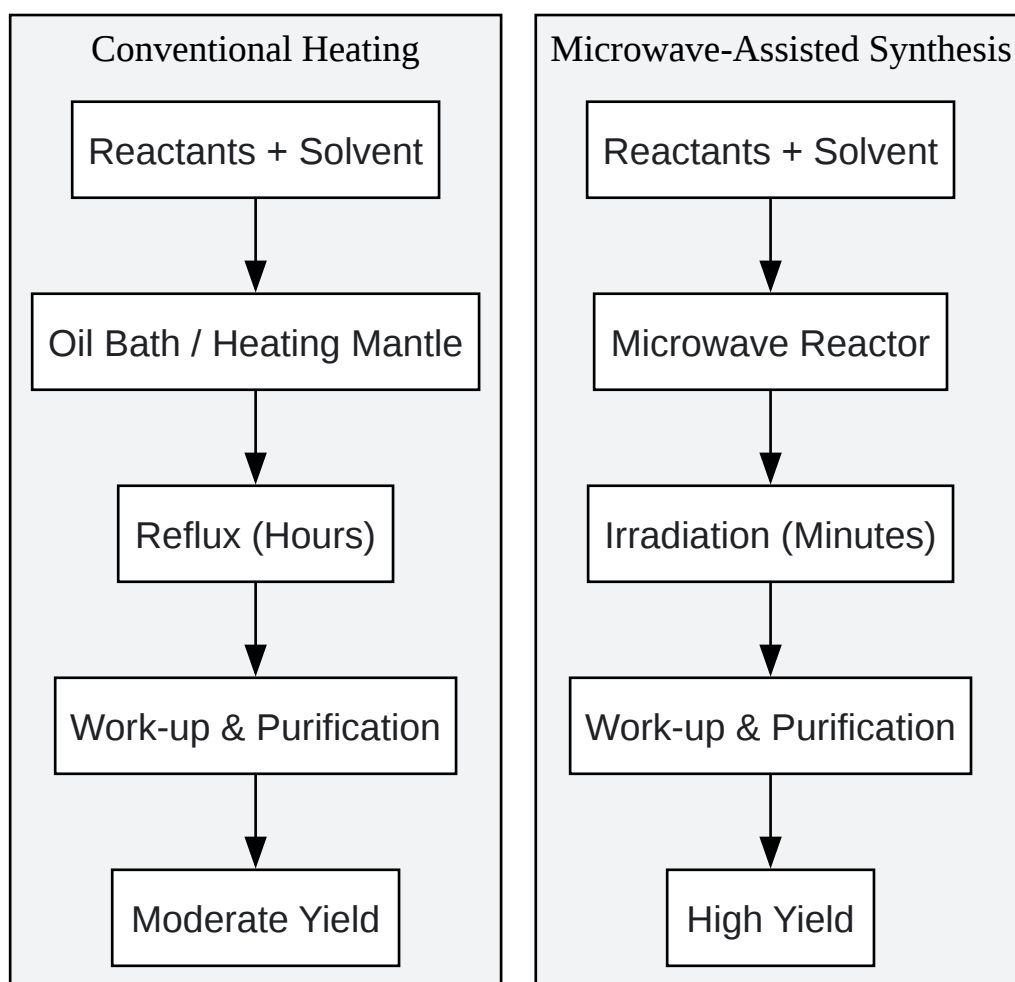 Conventional Heating
Reactants + Solvent
Oil Bath / Heating Mantle
Reflux (Hours)
Work-up & Purification
Moderate Yield
Microwave-Assisted Synthesis
Reactants + Solvent
Microwave Reactor
Irradiation (Minutes)
Work-up & Purification
High Yield